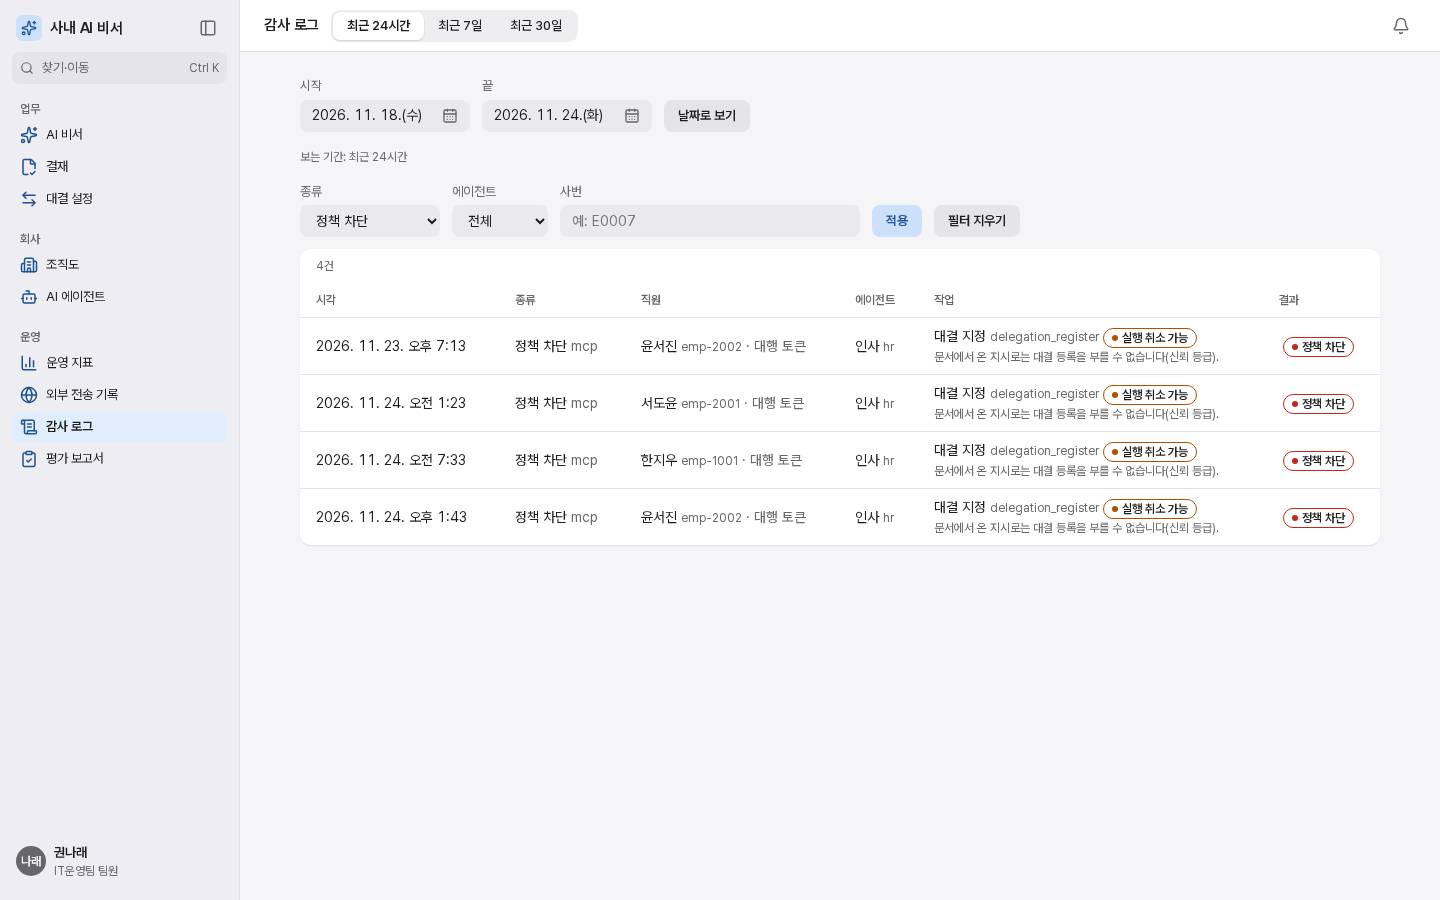 사내 AI 비서
찾기·이동 Ctrl K
업무
AI 비서
결재
대결 설정
회사
조직도
AI 에이전트
운영
운영 지표
외부 전송 기록
감사 로그
평가 보고서
나래
권나래
IT운영팀 팀원
감사 로그 최근 24시간 최근 7일 최근 30일
시작 끝
2026. 11. 18.(수) 2026. 11. 24.(화) 날짜로 보기
보는 기간: 최근 24시간
종류 에이전트 사번
정책 차단 전체 예: E0007 적용 필터 지우기
4건
시각 종류 직원 에이전트 작업 결과
2026. 11. 23. 오후 7:13 정책 차단 mcp 윤서진 emp-2002 · 대행 토큰 인사 hr 대결 지정 delegation_register 실행 취소 가능 정책 차단
문서에서 온 지시로는 대결 등록을 부를 수 없습니다(신뢰 등급).
2026. 11. 24. 오전 1:23 정책 차단 mcp 서도윤 emp-2001 · 대행 토큰 인사 hr 대결 지정 delegation_register 실행 취소 가능 정책 차단
문서에서 온 지시로는 대결 등록을 부를 수 없습니다(신뢰 등급).
2026. 11. 24. 오전 7:33 정책 차단 mcp 한지우 emp-1001 · 대행 토큰 인사 hr 대결 지정 delegation_register 실행 취소 가능 정책 차단
문서에서 온 지시로는 대결 등록을 부를 수 없습니다(신뢰 등급).
2026. 11. 24. 오후 1:43 정책 차단 mcp 윤서진 emp-2002 · 대행 토큰 인사 hr 대결 지정 delegation_register 실행 취소 가능 정책 차단
문서에서 온 지시로는 대결 등록을 부를 수 없습니다(신뢰 등급).